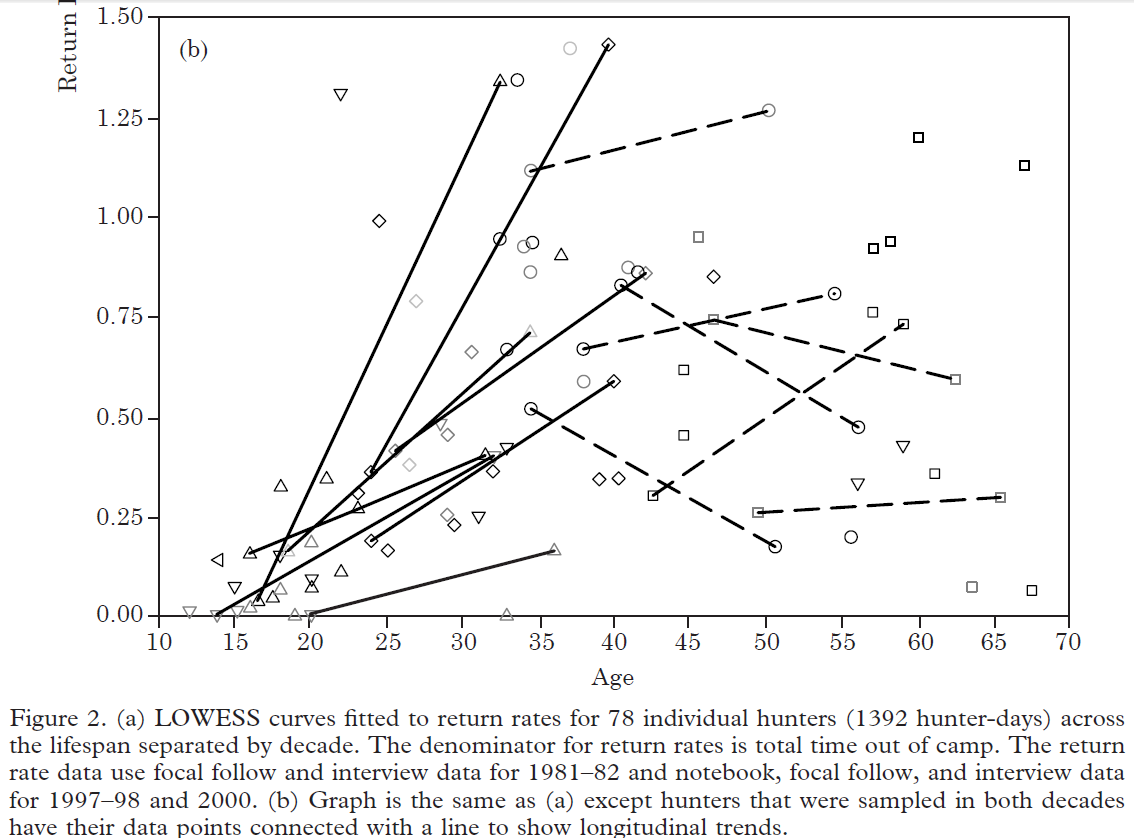 1.50
(b)
Return
1.25
1.00
0.75
0.50
0.25
0.00
10 15 20 25 30 35 40 45 50 55 60 65 70
Age
Figure 2. (a) LOWESS curves fitted to return rates for 78 individual hunters (1392 hunter-days) across
the lifespan separated by decade. The denominator for return rates is total time out of camp. The return
rate data use focal follow and interview data for 1981–82 and notebook, focal follow, and interview data
for 1997–98 and 2000. (b) Graph is the same as (a) except hunters that were sampled in both decades
have their data points connected with a line to show longitudinal trends.